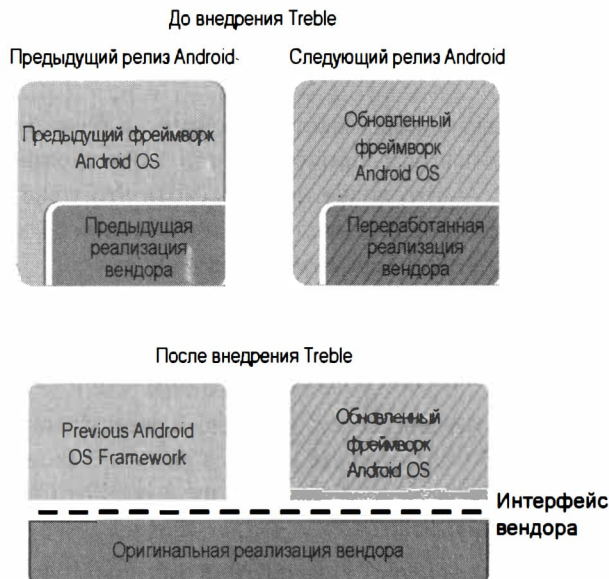 До внедрения Treble
Предыдущий релиз Android
Следующий релиз Android
Предыдущий фреймворк
Android OS
Предыдущая
реализация
вендора
Обновленный
фреймворк
Android OS
Переработанная
реализация
вендора
После внедрения Treble
Previous Android
OS Framework
Обновленный
фреймворк
Android OS
Интерфейс
вендора
Оригинальная реализация вендора